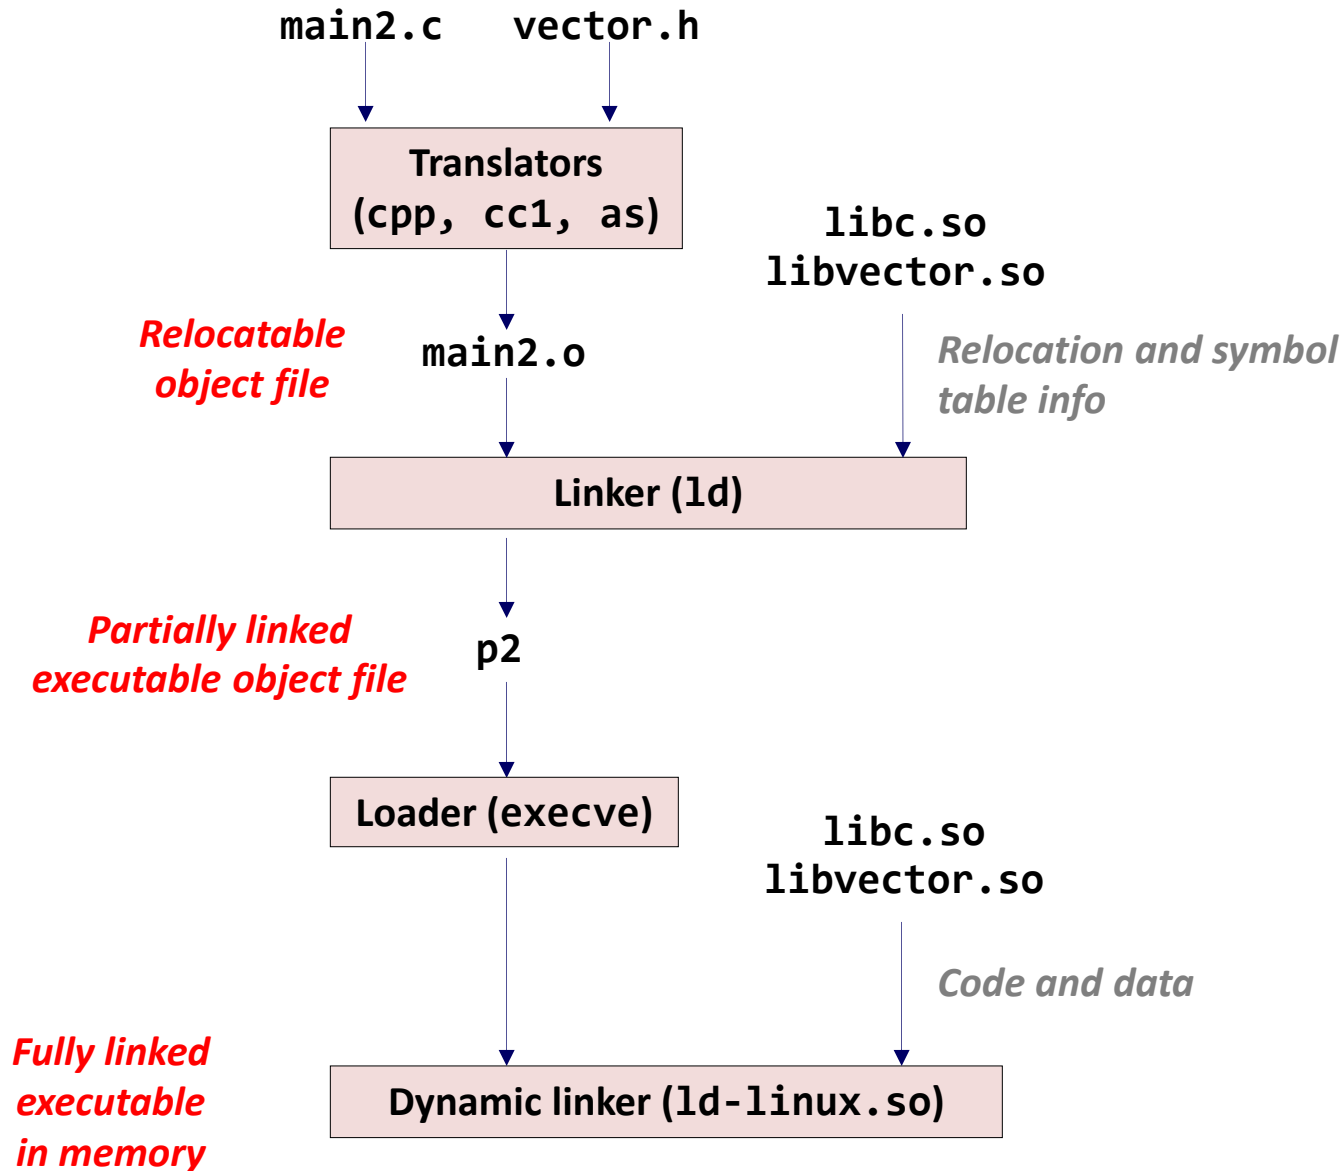 main2.c vector.h
Translators
(cpp, cc1, as)
libc.so
libvector.so
Relocatable
object file
main2.o
Relocation and symbol
table info
Linker (ld)
Partially linked
executable object file
p2
Loader (execve)
libc.so
libvector.so
Code and data
Fully linked
executable
in memory
Dynamic linker (ld-linux.so)